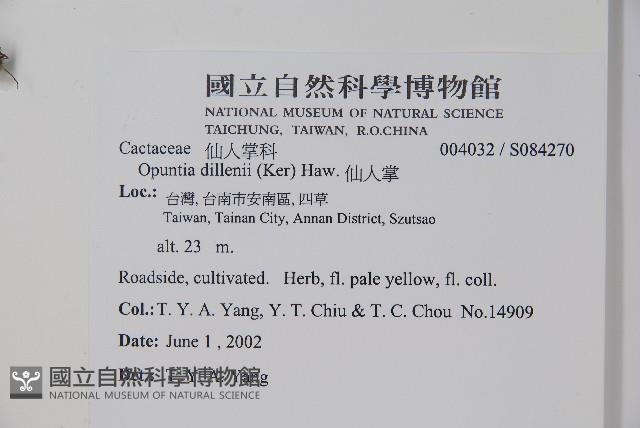 國立自然科學博物館
NATIONAL MUSEUM OF NATURAL SCIENCE
TAICHUNG, TAIWAN, R.O.CHINA
Cactaceae 仙人掌科 004032 / S084270
Opuntia dillenii (Ker) Haw. 仙人掌
Loc.: 台灣, 台南市安南區, 四草
Taiwan, Tainan City, Annan District, Szutsao
alt. 23 m.
Roadside, cultivated. Herb, fl. pale yellow, fl. coll.
Col.: T. Y. A. Yang, Y. T. Chiu & T. C. Chou No.14909
Date: June 1 , 2002
Det.: T. Y. A. Yang
國立自然科學博物館
NATIONAL MUSEUM OF NATURAL SCIENCE